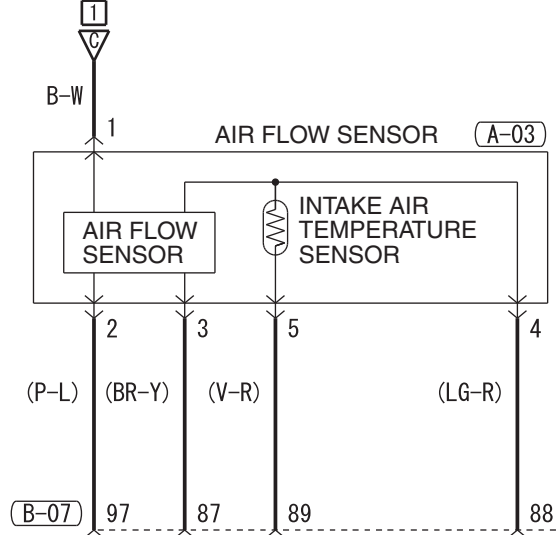 1
C
B-W
1
AIR FLOW SENSOR
A-03
AIR FLOW
SENSOR
INTAKE AIR
TEMPERATURE
SENSOR
2
3
5
4
(P-L)
(BR-Y)
(V-R)
(LG-R)
B-07
97
87
89
88